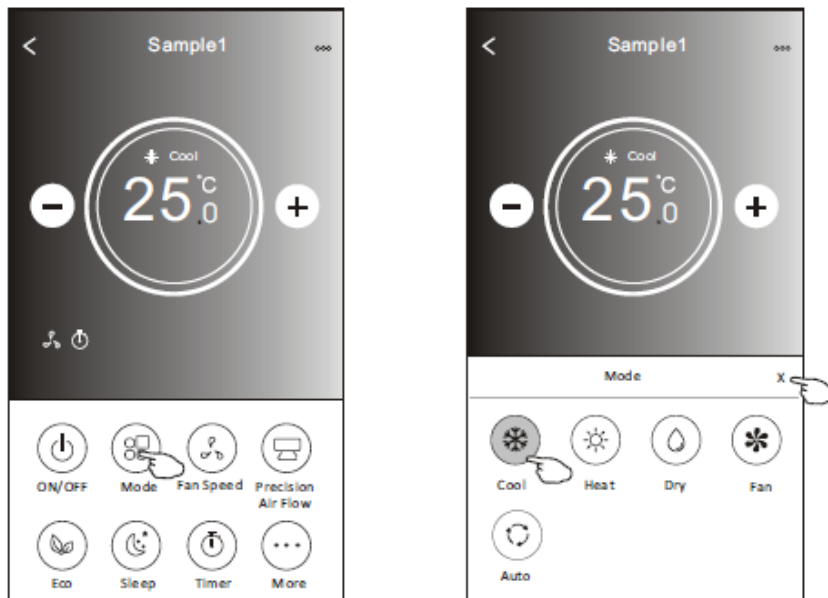 Sample1
Cool
25.0 °C
ON/OFF
Mode
Fan Speed
Precision
Air Flow
Eco
Sleep
Timer
More
Sample1
Cool
25.0 °C
Mode X
Cool
Heat
Dry
Fan
Auto